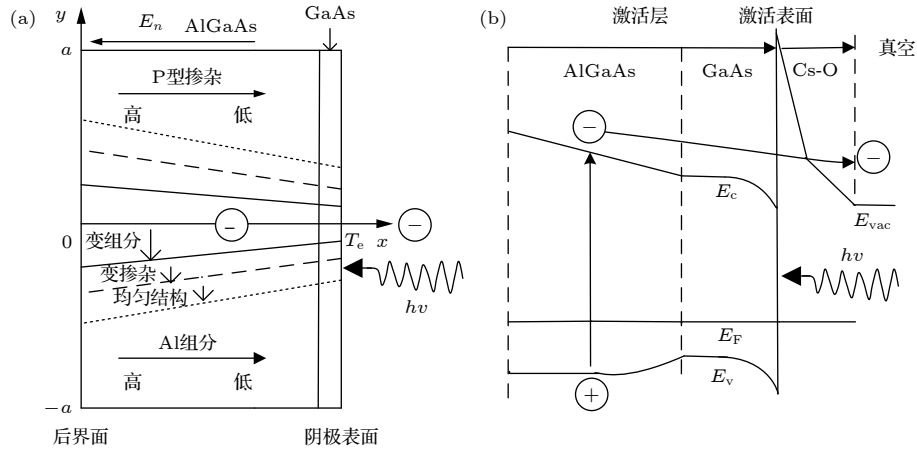 (a)
y
GaAs
E_n
AlGaAs
a
P型掺杂
高 低
0
变组分
T_e x
变掺杂
均匀结构
hν
Al组分
高 低
−a
后界面 阴极表面
(b)
激活层 激活表面
真空
AlGaAs GaAs Cs-O
E_c
E_vac
hν
E_F
E_v